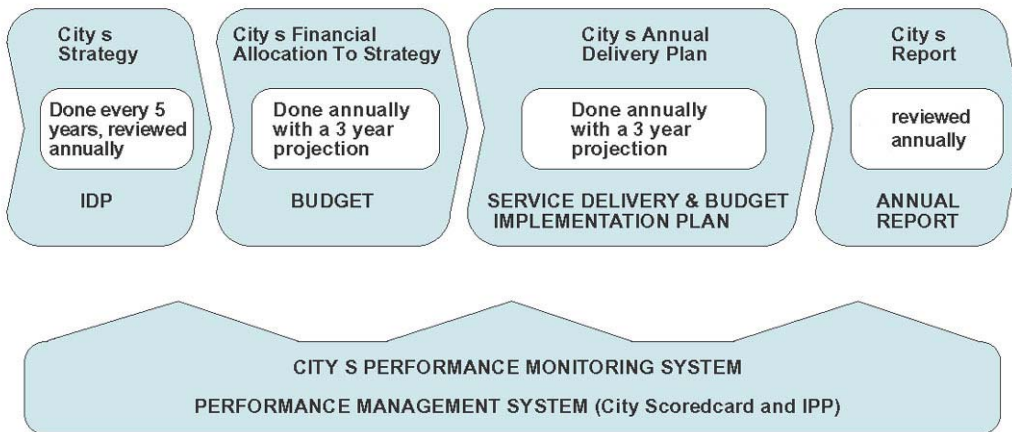 City s
Strategy
Done every 5
years, reviewed
annually
IDP
City s Financial
Allocation To Strategy
Done annually
with a 3 year
projection
BUDGET
City s Annual
Delivery Plan
Done annually
with a 3 year
projection
SERVICE DELIVERY & BUDGET
IMPLEMENTATION PLAN
City s
Report
reviewed
annually
ANNUAL
REPORT
CITY S PERFORMANCE MONITORING SYSTEM
PERFORMANCE MANAGEMENT SYSTEM (City Scoredcard and IPP)